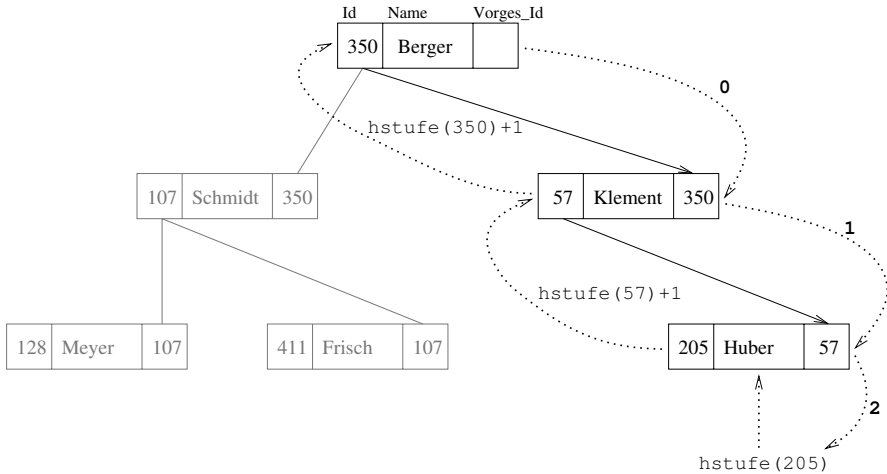 Id Name Vorges_Id
350 Berger
0
hstufe(350)+1
107 Schmidt 350
57 Klement 350
1
hstufe(57)+1
128 Meyer 107
411 Frisch 107
205 Huber 57
2
hstufe(205)